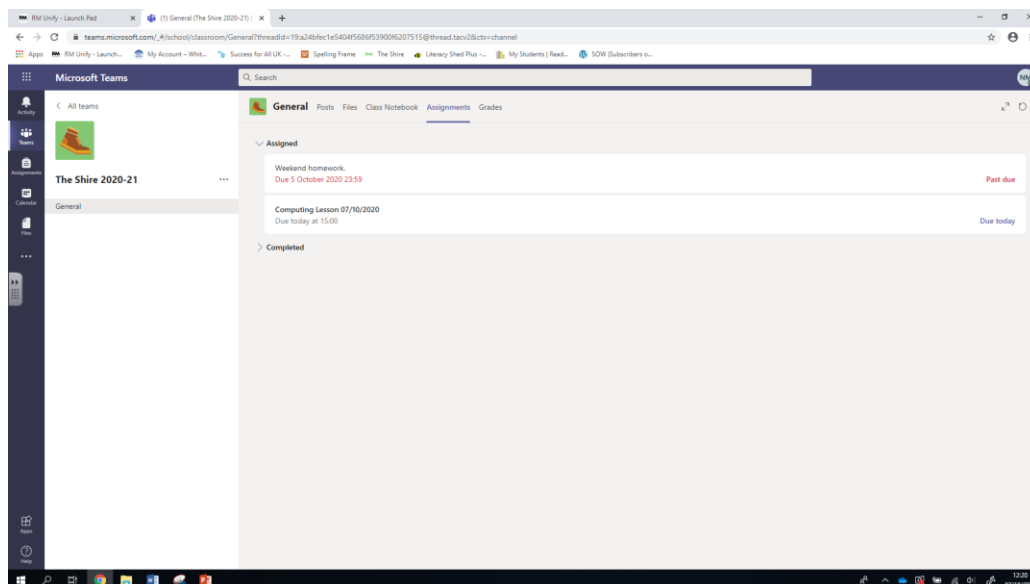 RM Unify - Launch Pad
(1) General (The Shire 2020-21) |
teams.microsoft.com/_#/school/classroom/General?threadId=19:a24bfec1e5404f5686f53900f6207515@thread.tacv2&ctx=channel
Apps RM Unify - Launch... My Account – Whit... Success for All UK -... Spelling Frame The Shire Literacy Shed Plus -... My Students | Read... SOW (Subscribers o...
Microsoft Teams
Search
NM
Activity
Teams
Assignments
Calendar
Files
All teams
The Shire 2020-21
General
General Posts Files Class Notebook Assignments Grades
Assigned
Weekend homework.
Due 5 October 2020 23:59
Past due
Computing Lesson 07/10/2020
Due today at 15:00
Due today
Completed
Apps
Help
12:20